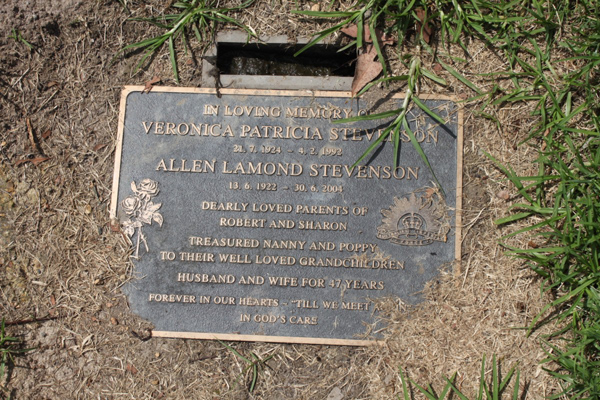 IN LOVING MEMORY
VERONICA PATRICIA STEVENSON
21. 7. 1924 - 4. 2. 1992
ALLEN LAMOND STEVENSON
13. 6. 1922 - 30. 6. 2004
DEARLY LOVED PARENTS OF
ROBERT AND SHARON
TREASURED NANNY AND POPPY
TO THEIR WELL LOVED GRANDCHILDREN
HUSBAND AND WIFE FOR 47 YEARS
FOREVER IN OUR HEARTS - "TILL WE MEET
IN GOD'S CARE